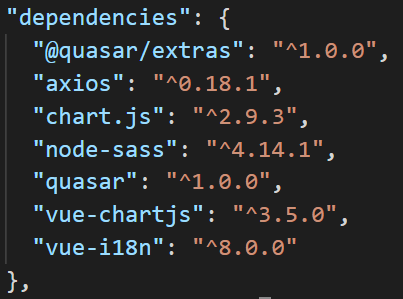 "dependencies": {
"@quasar/extras": "^1.0.0",
"axios": "^0.18.1",
"chart.js": "^2.9.3",
"node-sass": "^4.14.1",
"quasar": "^1.0.0",
"vue-chartjs": "^3.5.0",
"vue-i18n": "^8.0.0"
},